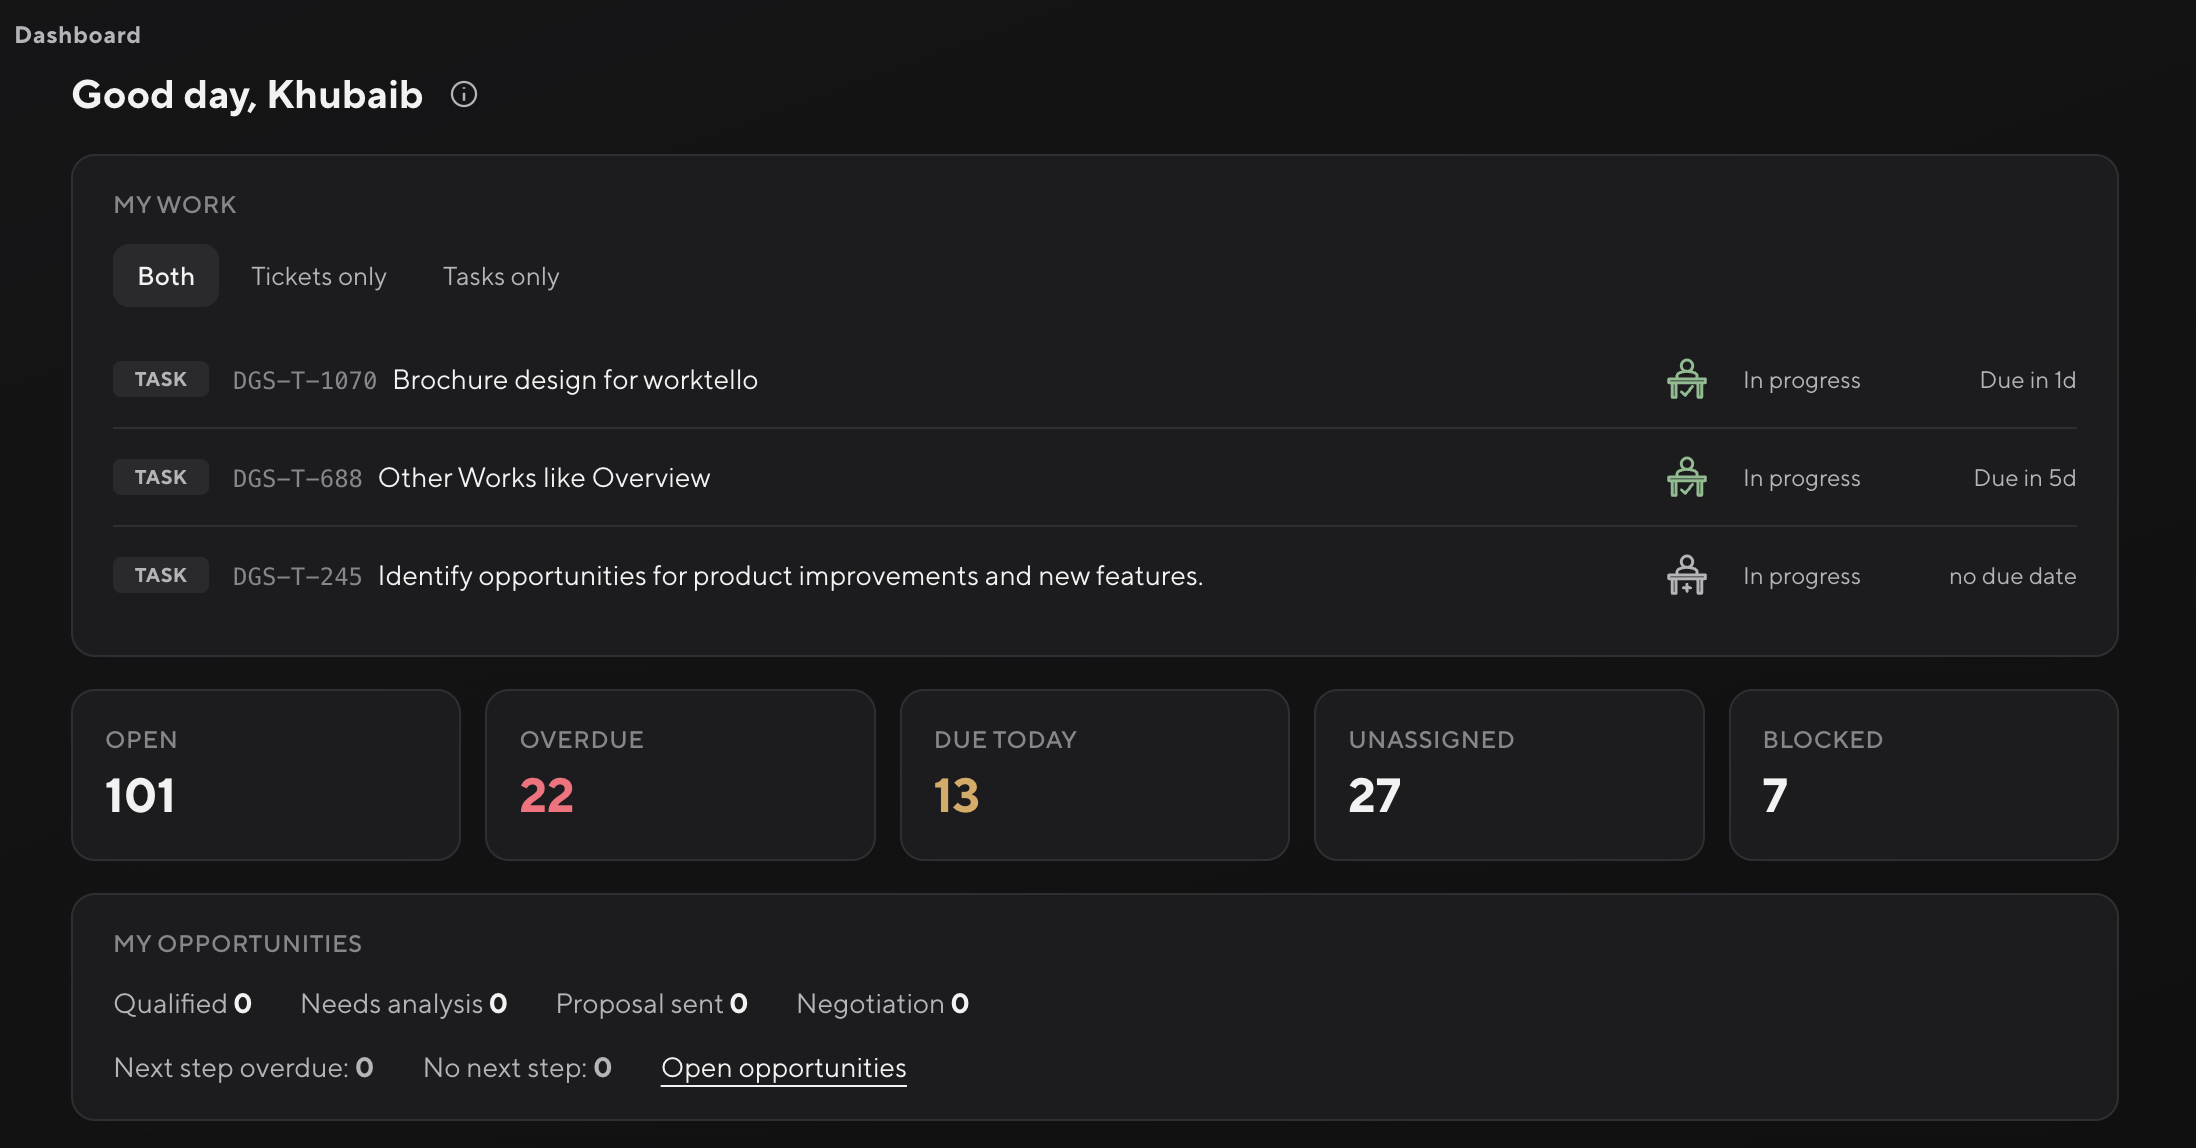 Dashboard
Good day, Khubaib
MY WORK
Both Tickets only Tasks only
TASK DGS-T-1070 Brochure design for worktello In progress Due in 1d
TASK DGS-T-688 Other Works like Overview In progress Due in 5d
TASK DGS-T-245 Identify opportunities for product improvements and new features. In progress no due date
OPEN OVERDUE DUE TODAY UNASSIGNED BLOCKED
101 22 13 27 7
MY OPPORTUNITIES
Qualified 0 Needs analysis 0 Proposal sent 0 Negotiation 0
Next step overdue: 0 No next step: 0 Open opportunities